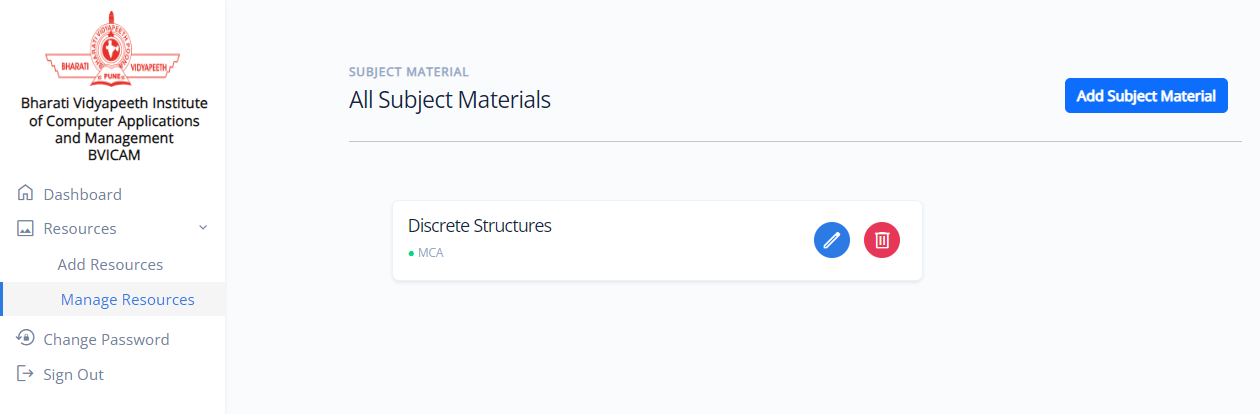 BHARATI VIDYAPEETH POONA
BHARATI
VIDYAPEETH
PUNE
Bharati Vidyapeeth Institute
of Computer Applications
and Management
BVICAM
Dashboard
Resources
Add Resources
Manage Resources
Change Password
Sign Out
SUBJECT MATERIAL
All Subject Materials
Add Subject Material
Discrete Structures
MCA